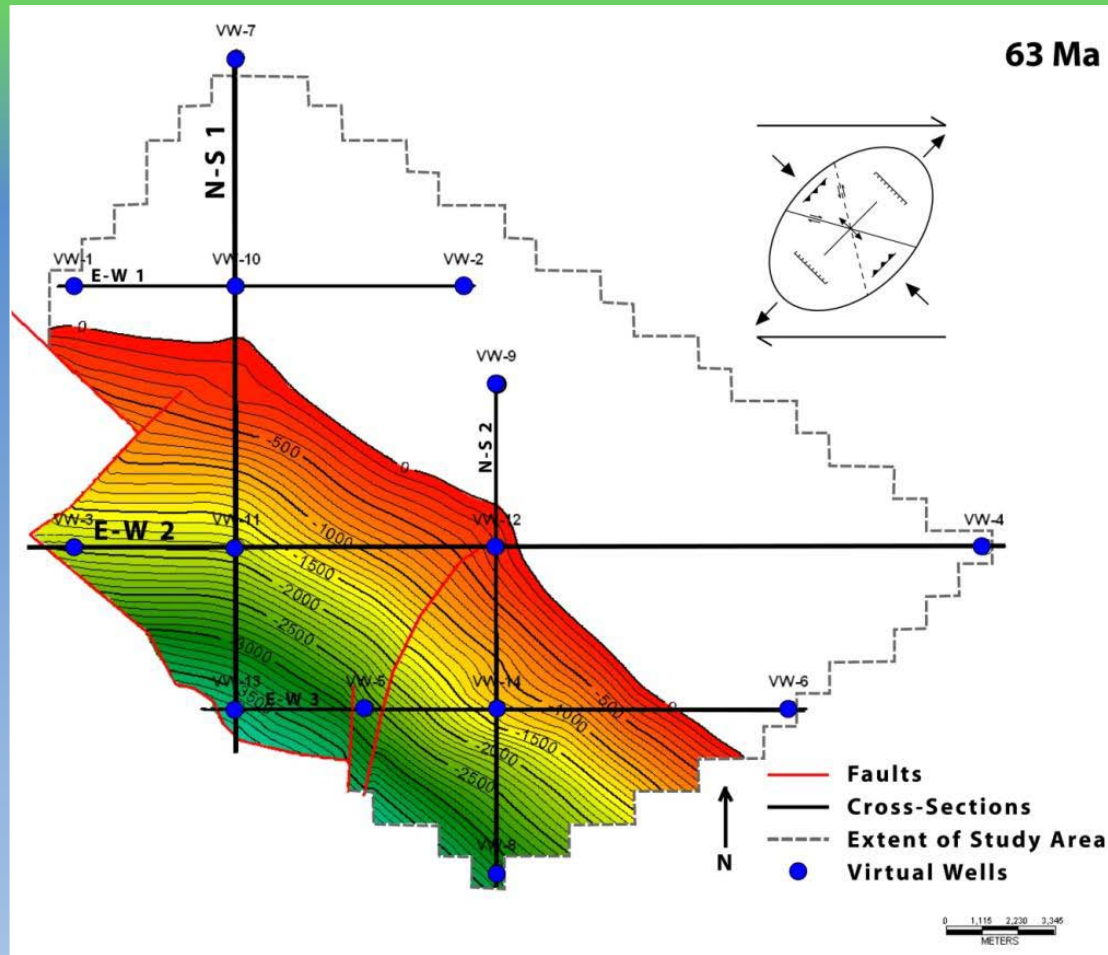 VW-7
63 Ma
N-S 1
VW-1
E-W 1
VW-10
VW-2
0
VW-9
N-S 2
-500
0
VW-3
E-W 2
VW-11
VW-12
VW-4
-1000
-1500
-2000
-2500
-3000
VW-13
-3500
E-W 3
VW-5
VW-14
VW-6
-500
0
-1000
-1500
-2000
-2500
VW-8
N
Faults
Cross-Sections
Extent of Study Area
Virtual Wells
0 1,115 2,230 3,345
METERS